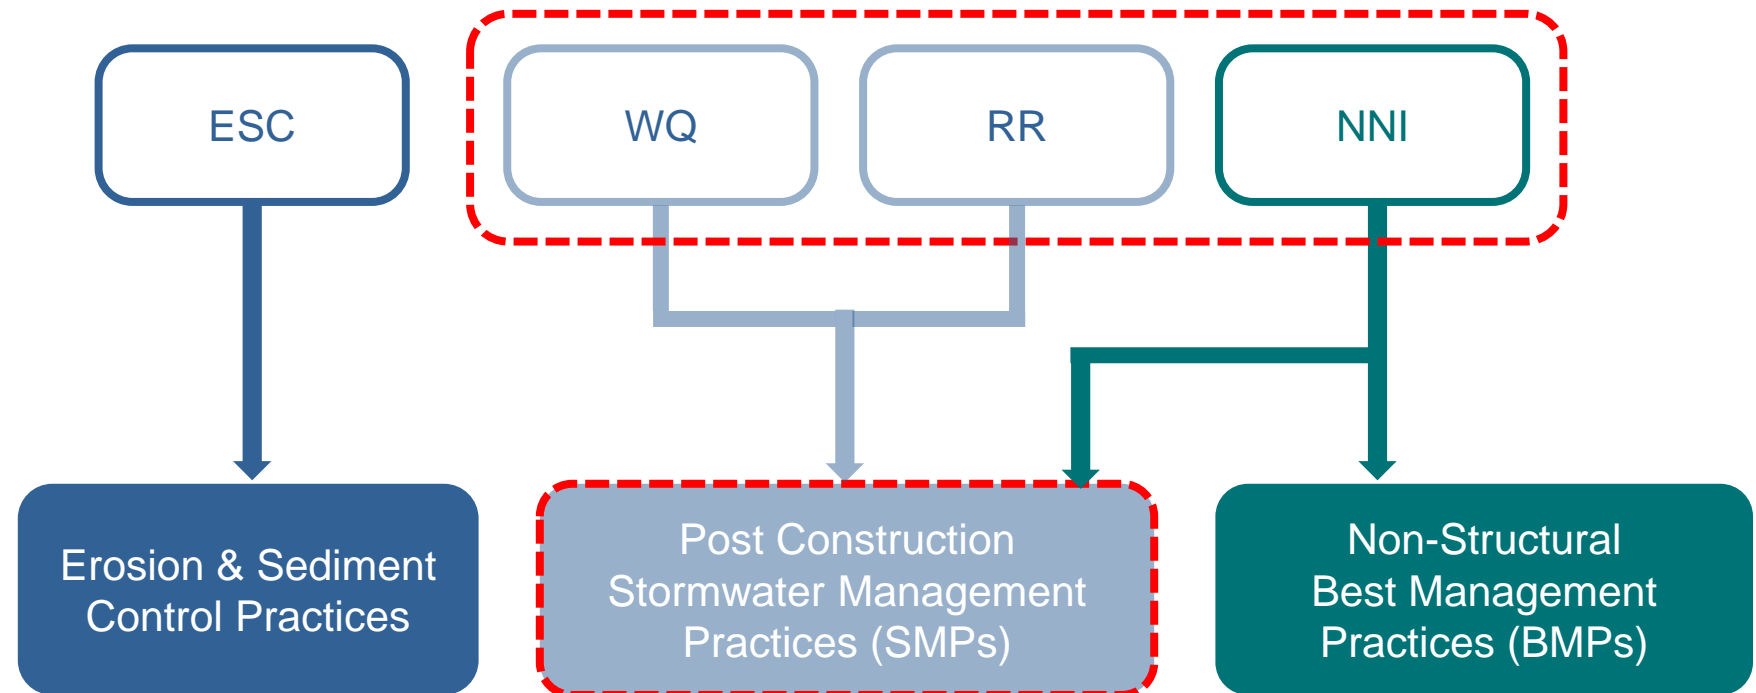 ESC
WQ
RR
NNI
Erosion & Sediment
Control Practices
Post Construction
Stormwater Management
Practices (SMPs)
Non-Structural
Best Management
Practices (BMPs)